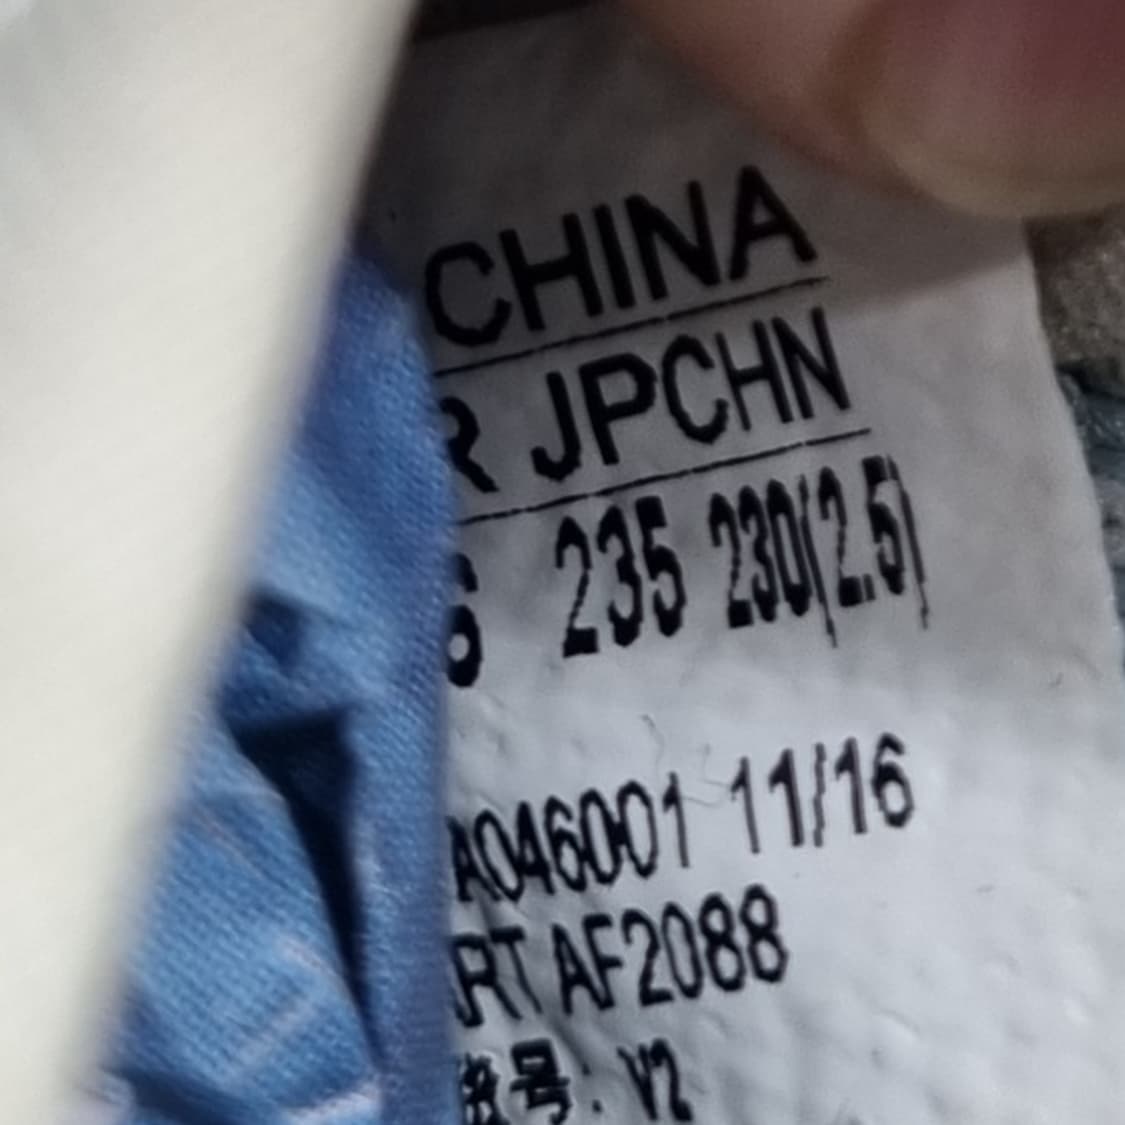 CHINA
R JPCHN
6 235 230(2.5)
A046001 11/16
RT AF2088
号: V2